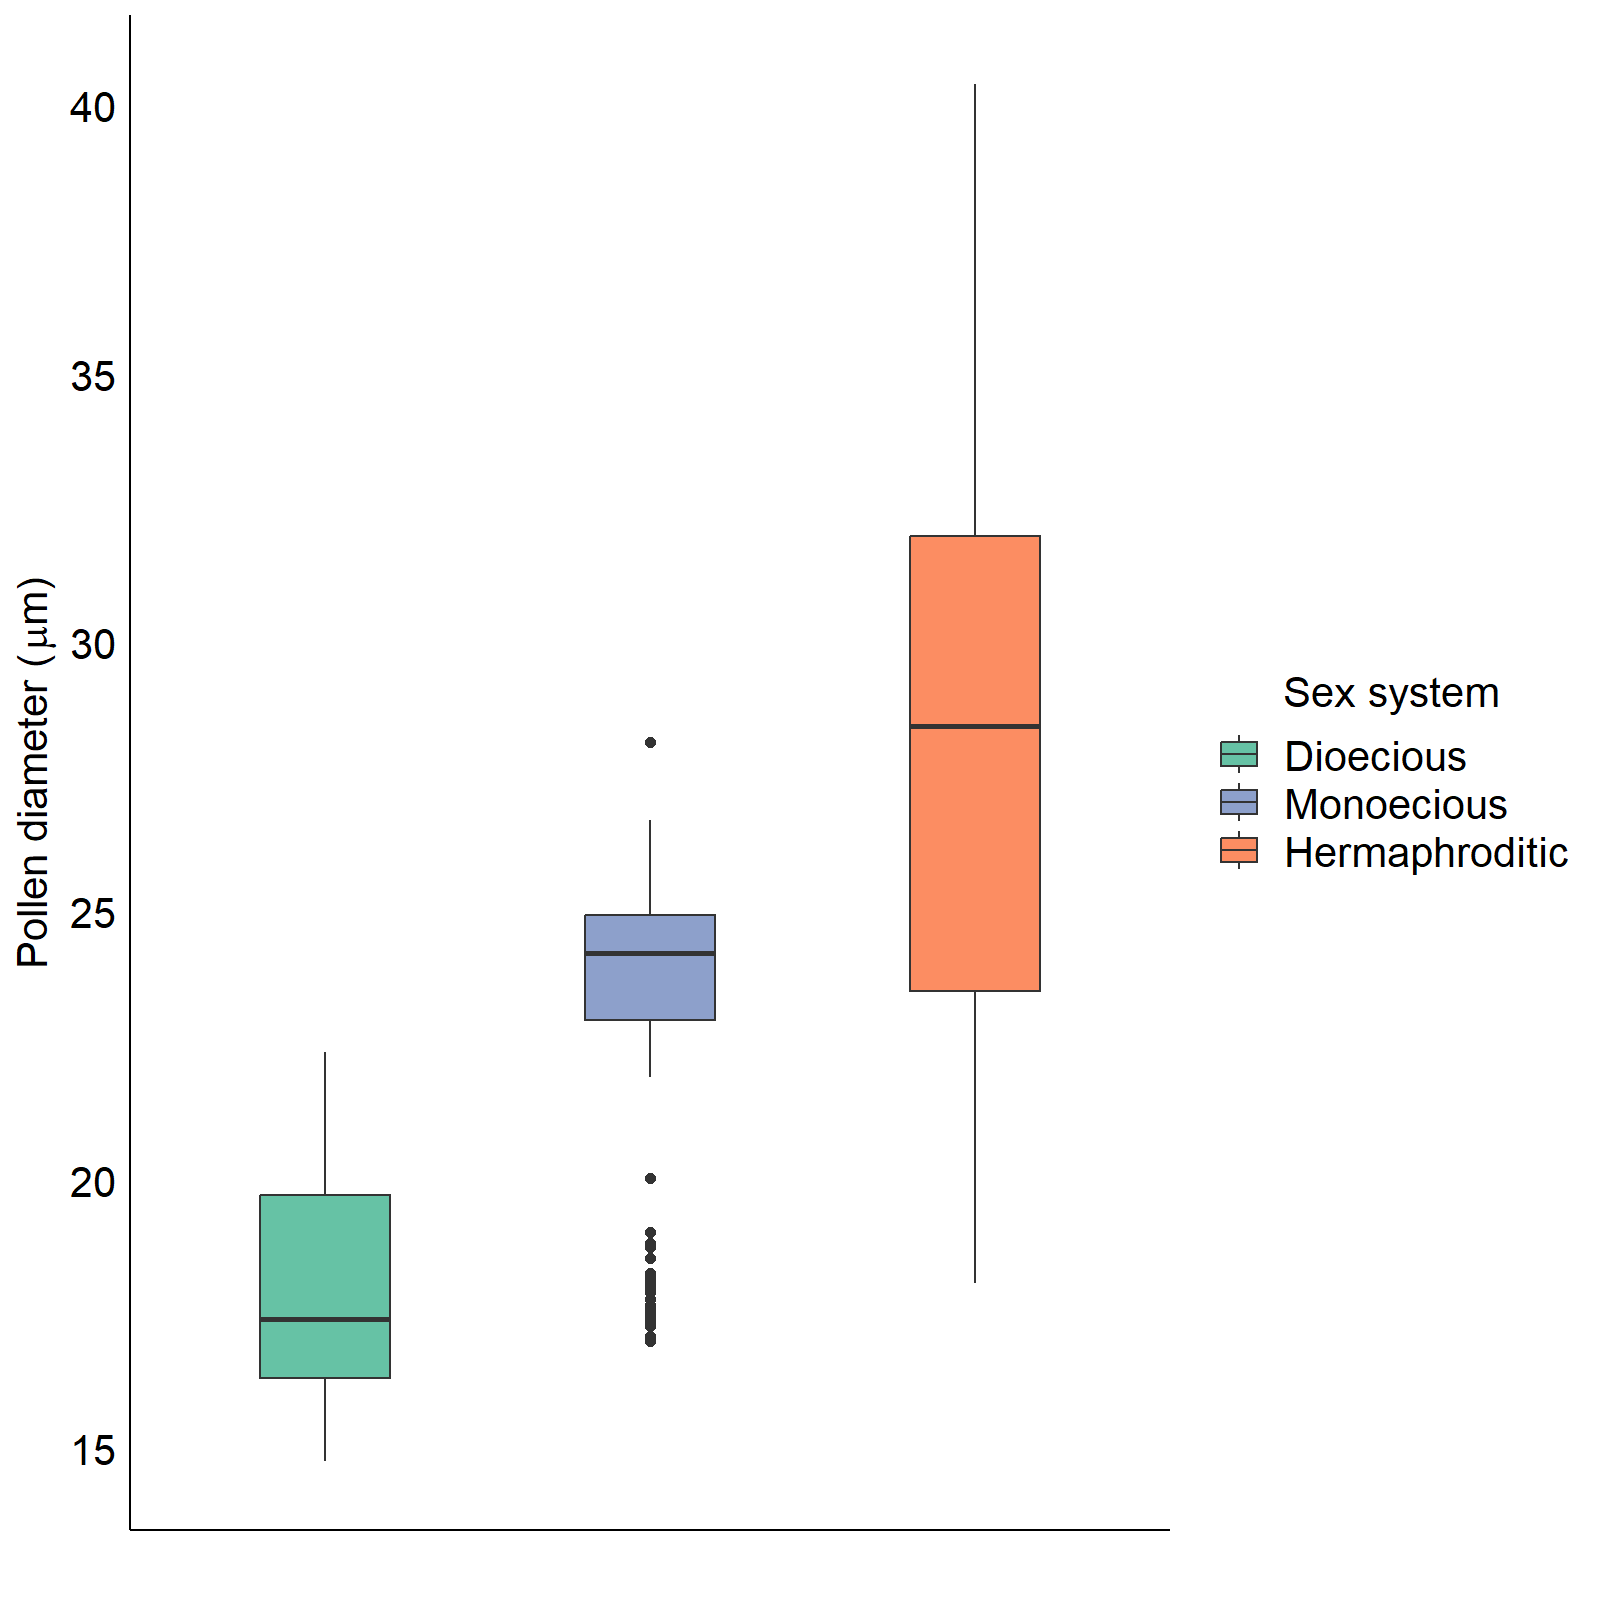 40
35
30
25
20
15
Pollen diameter (μm)
Sex system
Dioecious
Monoecious
Hermaphroditic